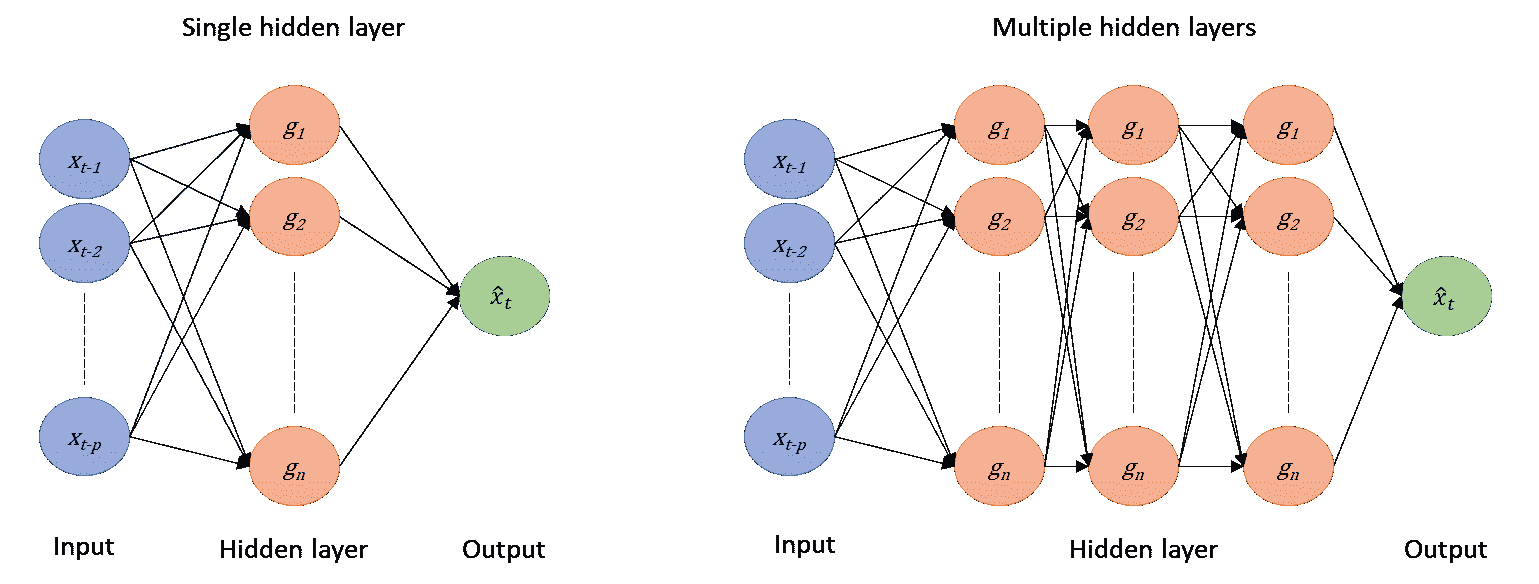 Single hidden layer
x_{t-1}
x_{t-2}
x_{t-p}
g_1
g_2
g_n
x̂_t
Input
Hidden layer
Output
Multiple hidden layers
x_{t-1}
x_{t-2}
x_{t-p}
g_1
g_2
g_n
g_1
g_2
g_n
g_1
g_2
g_n
x̂_t
Input
Hidden layer
Output